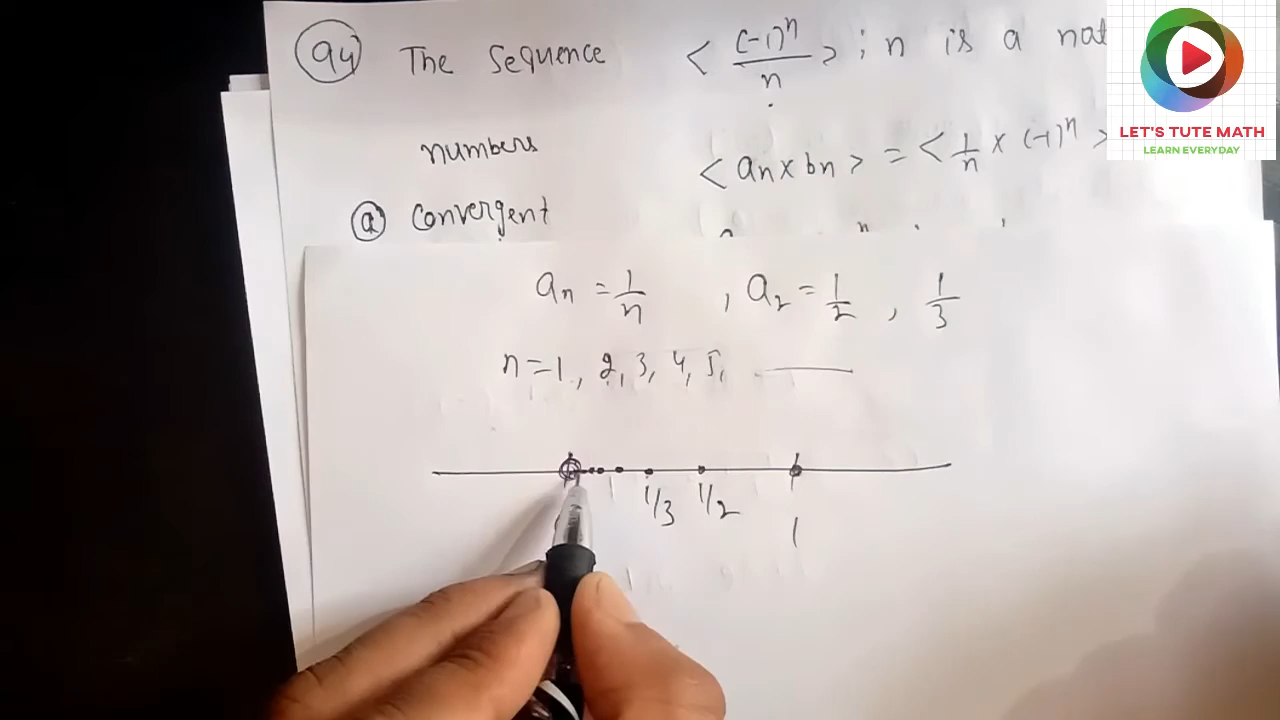 Q4 The Sequence < (-1)ⁿ/n > ; n is a nat
numbers
< an x bn > = < 1/n x (-1)ⁿ >
a convergent
an = 1/n , a2 = 1/2 , 1/3
n = 1, 2, 3, 4, 5,
1/3 1/2
1
LET'S TUTE MATH
LEARN EVERYDAY